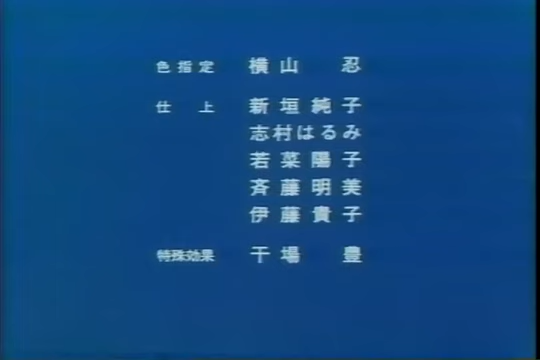 色指定 横山 忍
仕上 新垣純子
志村はるみ
若菜陽子
斉藤明美
伊藤貴子
特殊効果 干場 豊